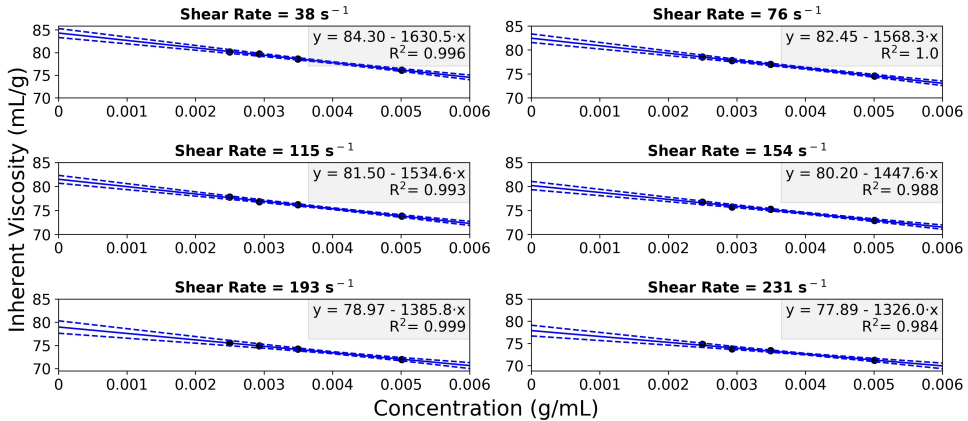 Inherent Viscosity (mL/g)
Shear Rate = 38 s⁻¹
y = 84.30 - 1630.5·x
R²= 0.996
85
80
75
70
0 0.001 0.002 0.003 0.004 0.005 0.006
Shear Rate = 76 s⁻¹
y = 82.45 - 1568.3·x
R²= 1.0
85
80
75
70
0 0.001 0.002 0.003 0.004 0.005 0.006
Shear Rate = 115 s⁻¹
y = 81.50 - 1534.6·x
R²= 0.993
85
80
75
70
0 0.001 0.002 0.003 0.004 0.005 0.006
Shear Rate = 154 s⁻¹
y = 80.20 - 1447.6·x
R²= 0.988
85
80
75
70
0 0.001 0.002 0.003 0.004 0.005 0.006
Shear Rate = 193 s⁻¹
y = 78.97 - 1385.8·x
R²= 0.999
85
80
75
70
0 0.001 0.002 0.003 0.004 0.005 0.006
Shear Rate = 231 s⁻¹
y = 77.89 - 1326.0·x
R²= 0.984
85
80
75
70
0 0.001 0.002 0.003 0.004 0.005 0.006
Concentration (g/mL)